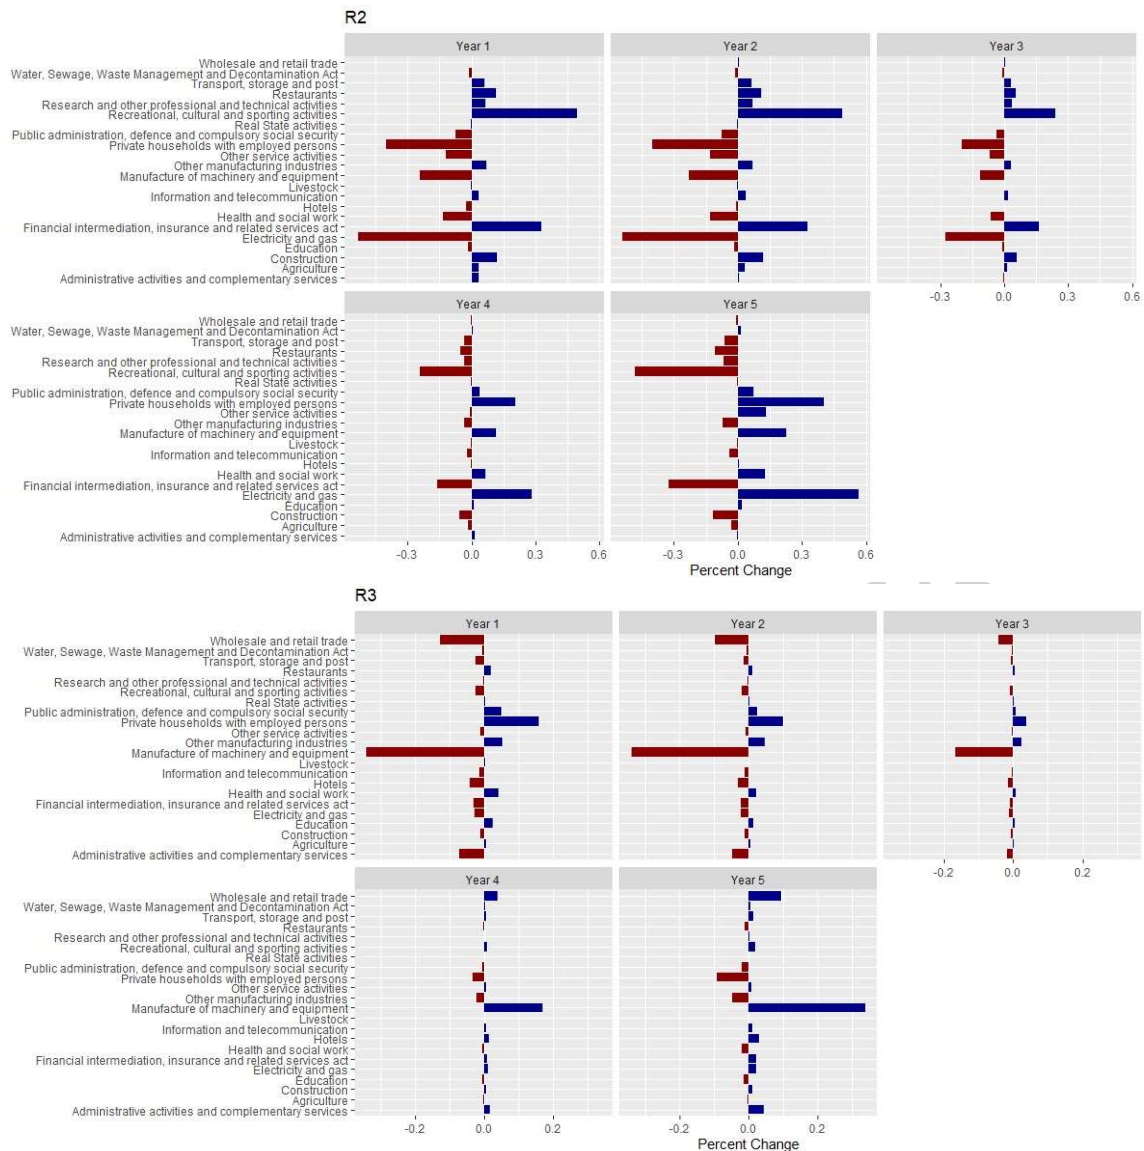 R2
Year 1
Year 2
Year 3
Wholesale and retail trade
Water, Sewage, Waste Management and Decontamination Act
Transport, storage and post
Restaurants
Research and other professional and technical activities
Recreational, cultural and sporting activities
Real State activities
Public administration, defence and compulsory social security
Private households with employed persons
Other service activities
Other manufacturing industries
Manufacture of machinery and equipment
Livestock
Information and telecommunication
Hotels
Health and social work
Financial intermediation, insurance and related services act
Electricity and gas
Education
Construction
Agriculture
Administrative activities and complementary services
-0.3 0.0 0.3 0.6
Year 4
Year 5
Wholesale and retail trade
Water, Sewage, Waste Management and Decontamination Act
Transport, storage and post
Restaurants
Research and other professional and technical activities
Recreational, cultural and sporting activities
Real State activities
Public administration, defence and compulsory social security
Private households with employed persons
Other service activities
Other manufacturing industries
Manufacture of machinery and equipment
Livestock
Information and telecommunication
Hotels
Health and social work
Financial intermediation, insurance and related services act
Electricity and gas
Education
Construction
Agriculture
Administrative activities and complementary services
-0.3 0.0 0.3 0.6 -0.3 0.0 0.3 0.6
Percent Change
R3
Year 1
Year 2
Year 3
Wholesale and retail trade
Water, Sewage, Waste Management and Decontamination Act
Transport, storage and post
Restaurants
Research and other professional and technical activities
Recreational, cultural and sporting activities
Real State activities
Public administration, defence and compulsory social security
Private households with employed persons
Other service activities
Other manufacturing industries
Manufacture of machinery and equipment
Livestock
Information and telecommunication
Hotels
Health and social work
Financial intermediation, insurance and related services act
Electricity and gas
Education
Construction
Agriculture
Administrative activities and complementary services
-0.2 0.0 0.2
Year 4
Year 5
Wholesale and retail trade
Water, Sewage, Waste Management and Decontamination Act
Transport, storage and post
Restaurants
Research and other professional and technical activities
Recreational, cultural and sporting activities
Real State activities
Public administration, defence and compulsory social security
Private households with employed persons
Other service activities
Other manufacturing industries
Manufacture of machinery and equipment
Livestock
Information and telecommunication
Hotels
Health and social work
Financial intermediation, insurance and related services act
Electricity and gas
Education
Construction
Agriculture
Administrative activities and complementary services
-0.2 0.0 0.2 -0.2 0.0 0.2
Percent Change